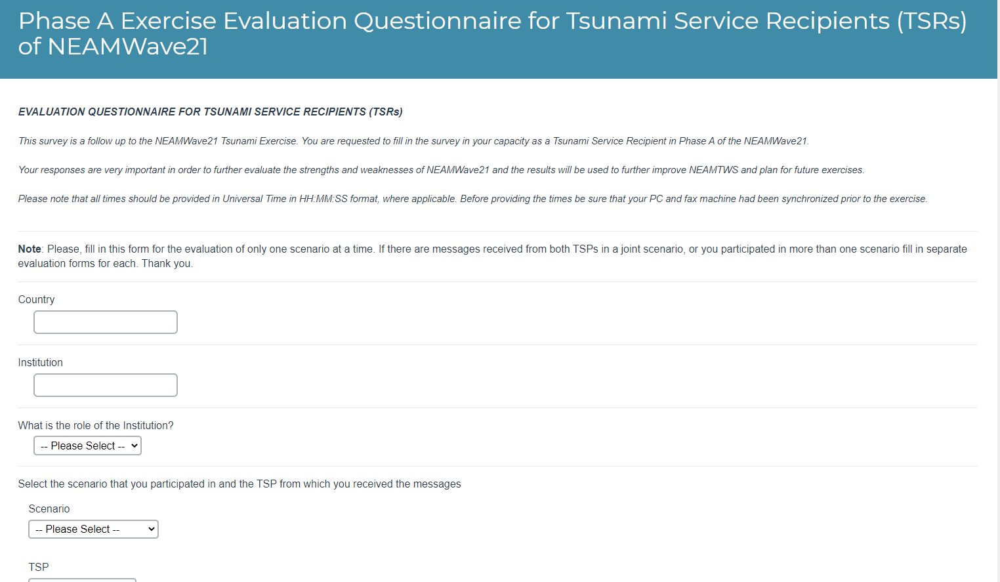 Phase A Exercise Evaluation Questionnaire for Tsunami Service Recipients (TSRs)
of NEAMWave21
EVALUATION QUESTIONNAIRE FOR TSUNAMI SERVICE RECIPIENTS (TSRs)
This survey is a follow up to the NEAMWave21 Tsunami Exercise. You are requested to fill in the survey in your capacity as a Tsunami Service Recipient in Phase A of the NEAMWave21.
Your responses are very important in order to further evaluate the strengths and weaknesses of NEAMWave21 and the results will be used to further improve NEAMTWS and plan for future exercises.
Please note that all times should be provided in Universal Time in HH:MM:SS format, where applicable. Before providing the times be sure that your PC and fax machine had been synchronized prior to the exercise.
Note: Please, fill in this form for the evaluation of only one scenario at a time. If there are messages received from both TSPs in a joint scenario, or you participated in more than one scenario fill in separate
evaluation forms for each. Thank you.
Country
Institution
What is the role of the Institution?
-- Please Select --
Select the scenario that you participated in and the TSP from which you received the messages
Scenario
-- Please Select --
TSP